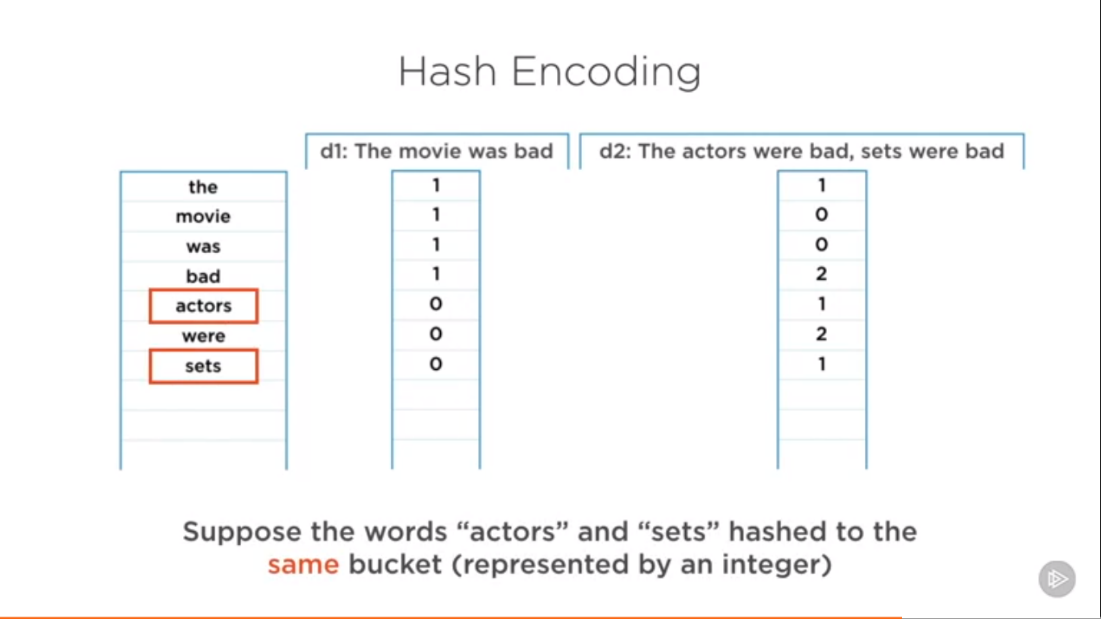 Hash Encoding
d1: The movie was bad
d2: The actors were bad, sets were bad
the 1 1
movie 1 0
was 1 0
bad 1 2
actors 0 1
were 0 2
sets 0 1
Suppose the words “actors” and “sets” hashed to the
same bucket (represented by an integer)